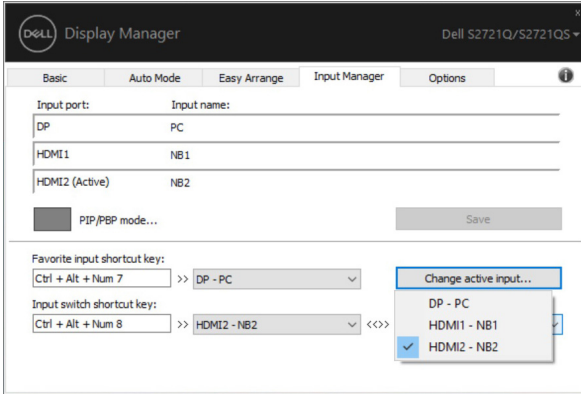 DELL Display Manager
Dell S2721Q/S2721QS
Basic Auto Mode Easy Arrange Input Manager Options
Input port: Input name:
DP PC
HDMI1 NB1
HDMI2 (Active) NB2
PIP/PBP mode... Save
Favorite input shortcut key:
Ctrl + Alt + Num 7 >> DP - PC Change active input...
Input switch shortcut key:
Ctrl + Alt + Num 8 >> HDMI2 - NB2 <<>>
DP - PC
HDMI1 - NB1
HDMI2 - NB2